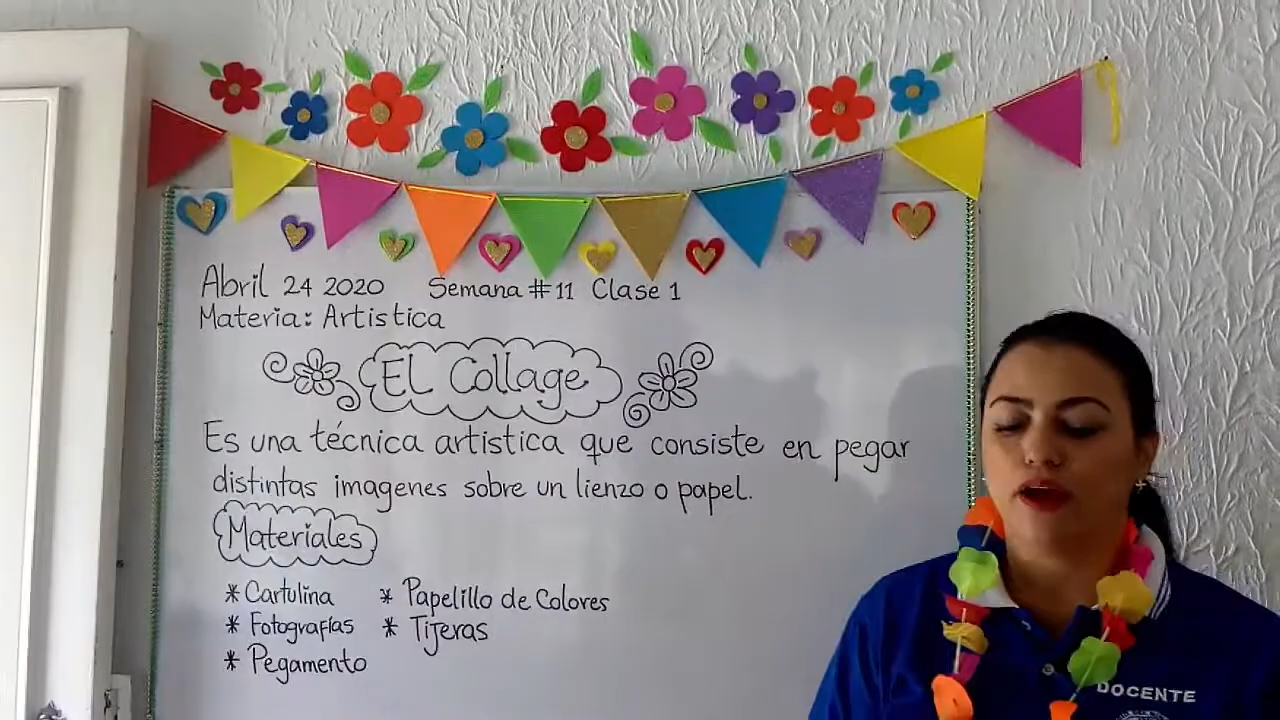 Abril 24 2020 Semana #11 Clase 1
Materia: Artistica
El Collage
Es una técnica artistica que consiste en pegar
distintas imagenes sobre un lienzo o papel.
Materiales
* Cartulina * Papelillo de Colores
* Fotografías * Tijeras
* Pegamento
DOCENTE